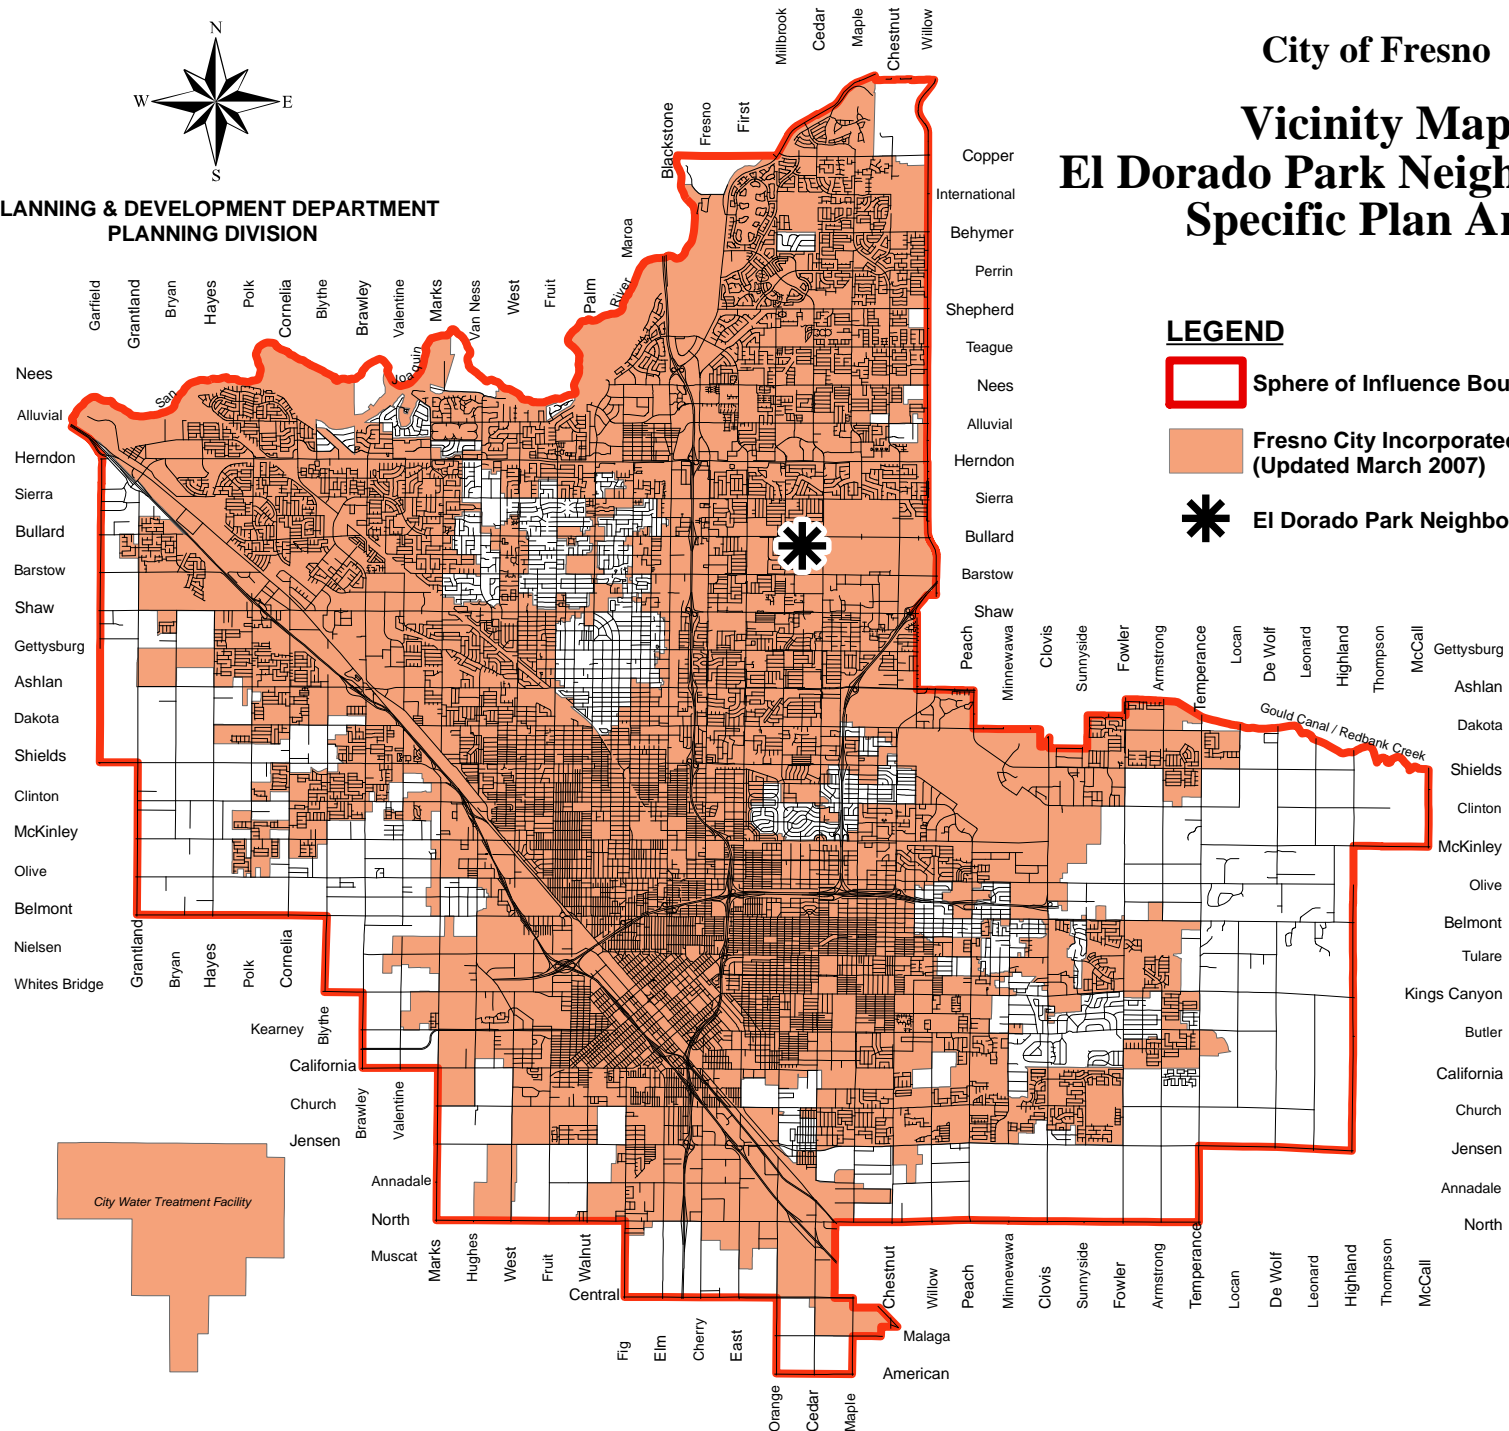 City of Fresno
Vicinity Map
El Dorado Park Neigh
Specific Plan Ar
N
W
E
S
LANNING & DEVELOPMENT DEPARTMENT
PLANNING DIVISION
LEGEND
Sphere of Influence Bou
Fresno City Incorporated
(Updated March 2007)
El Dorado Park Neighbo
Millbrook
Cedar
Maple
Chestnut
Willow
Blackstone
Fresno
First
Maroa
River
Garfield
Grantland
Bryan
Hayes
Polk
Cornelia
Blythe
Brawley
Valentine
Marks
Van Ness
West
Fruit
Palm
San
Joaquin
Copper
International
Behymer
Perrin
Shepherd
Teague
Nees
Alluvial
Herndon
Sierra
Bullard
Barstow
Shaw
Nees
Alluvial
Herndon
Sierra
Bullard
Barstow
Shaw
Gettysburg
Ashlan
Dakota
Shields
Clinton
McKinley
Olive
Belmont
Nielsen
Whites Bridge
Peach
Minnewawa
Clovis
Sunnyside
Fowler
Armstrong
Temperance
Locan
De Wolf
Leonard
Highland
Thompson
McCall
Gould Canal / Redbank Creek
Gettysburg
Ashlan
Dakota
Shields
Clinton
McKinley
Olive
Belmont
Tulare
Kings Canyon
Butler
California
Church
Jensen
Annadale
North
Grantland
Bryan
Hayes
Polk
Cornelia
Blythe
Kearney
California
Church
Jensen
Brawley
Valentine
Annadale
North
Muscat
Central
City Water Treatment Facility
Marks
Hughes
West
Fruit
Walnut
Fig
Elm
Cherry
East
Orange
Cedar
Maple
Malaga
American
Chestnut
Willow
Peach
Minnewawa
Clovis
Sunnyside
Fowler
Armstrong
Temperance
Locan
De Wolf
Leonard
Highland
Thompson
McCall